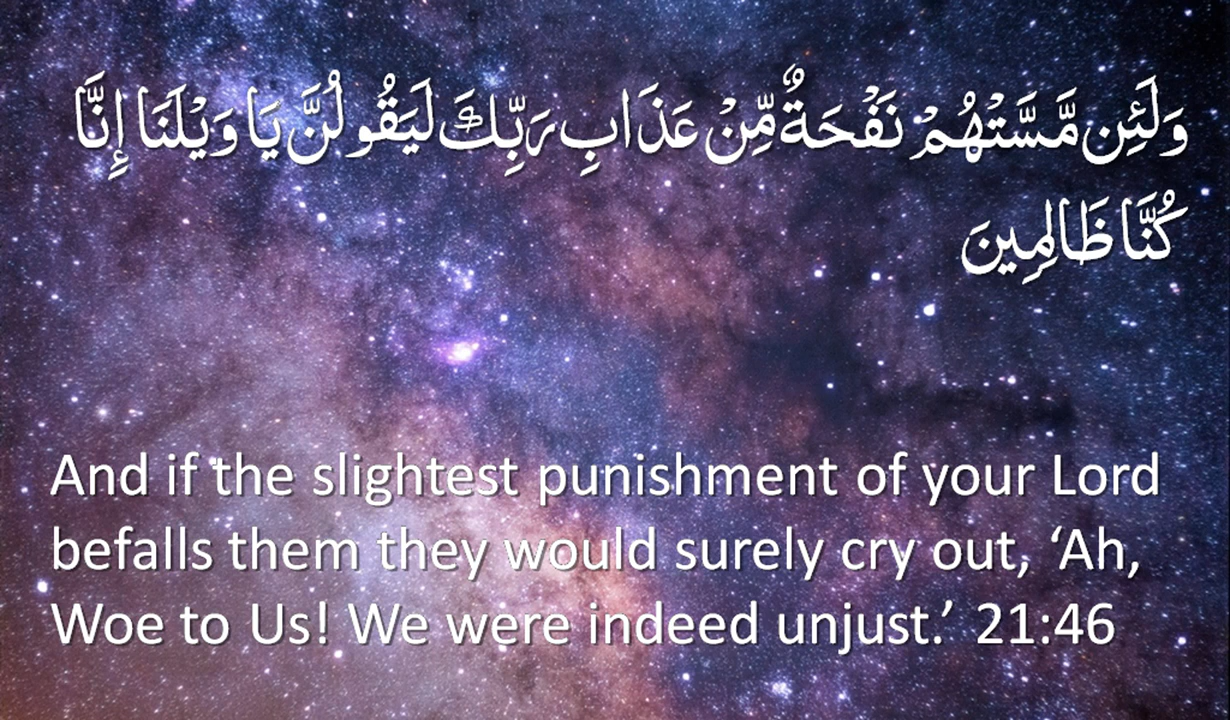 وَلَئِن مَّسَّتْهُمْ نَفْحَةٌ مِّنْ عَذَابِ رَبِّكَ لَيَقُولُنَّ يَا وَيْلَنَا إِنَّا
كُنَّا ظَالِمِينَ
And if the slightest punishment of your Lord
befalls them they would surely cry out, ‘Ah,
Woe to Us! We were indeed unjust.’ 21:46